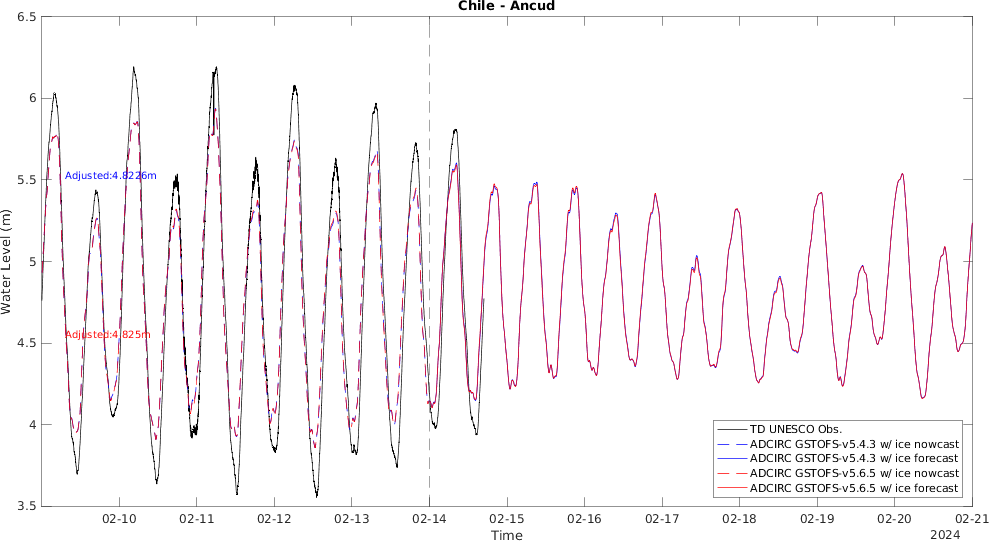 Chile - Ancud
6.5
6
5.5
5
4.5
4
3.5
Water Level (m)
Adjusted:4.8226m
Adjusted:4.825m
TD UNESCO Obs.
ADCIRC GSTOFS-v5.4.3 w/ ice nowcast
ADCIRC GSTOFS-v5.4.3 w/ ice forecast
ADCIRC GSTOFS-v5.6.5 w/ ice nowcast
ADCIRC GSTOFS-v5.6.5 w/ ice forecast
02-10 02-11 02-12 02-13 02-14 02-15 02-16 02-17 02-18 02-19 02-20 02-21
Time
2024